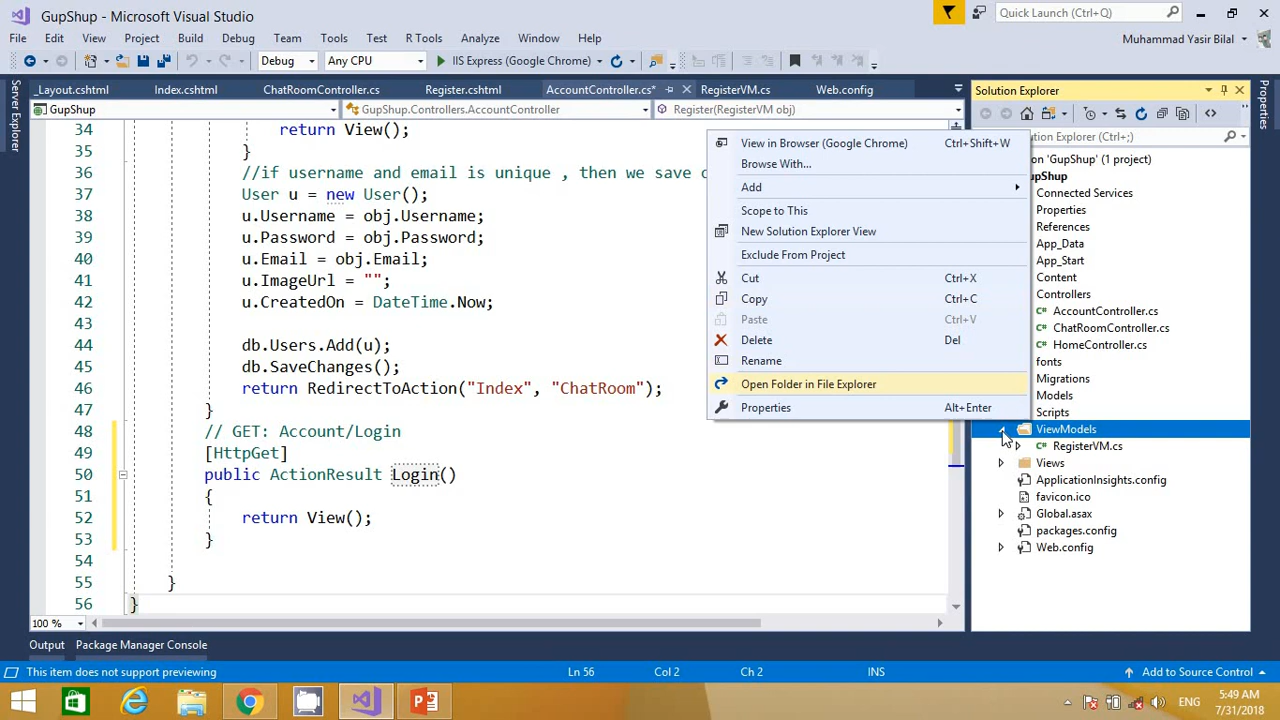 GupShup - Microsoft Visual Studio
Quick Launch (Ctrl+Q)
File Edit View Project Build Debug Team Tools Test R Tools Analyze Window Help
Muhammad Yasir Bilal
Debug Any CPU IIS Express (Google Chrome)
_Layout.cshtml Index.cshtml ChatRoomController.cs Register.cshtml AccountController.cs* RegisterVM.cs Web.config
GupShup GupShup.Controllers.AccountController Register(RegisterVM obj)
Server Explorer
Toolbox
34 return View();
35 }
36 //if username and email is unique , then we save
37 User u = new User();
38 u.Username = obj.Username;
39 u.Password = obj.Password;
40 u.Email = obj.Email;
41 u.ImageUrl = "";
42 u.CreatedOn = DateTime.Now;
43
44 db.Users.Add(u);
45 db.SaveChanges();
46 return RedirectToAction("Index", "ChatRoom");
47 }
48 // GET: Account/Login
49 [HttpGet]
50 public ActionResult Login()
51 {
52 return View();
53 }
54
55 }
56 }
View in Browser (Google Chrome) Ctrl+Shift+W
Browse With...
Add
Scope to This
New Solution Explorer View
Exclude From Project
Cut Ctrl+X
Copy Ctrl+C
Paste Ctrl+V
Delete Del
Rename
Open Folder in File Explorer
Properties Alt+Enter
Solution Explorer
Solution Explorer (Ctrl+;)
'GupShup' (1 project)
Connected Services
Properties
References
App_Data
App_Start
Content
Controllers
C# AccountController.cs
C# ChatRoomController.cs
C# HomeController.cs
fonts
Migrations
Models
Scripts
ViewModels
C# RegisterVM.cs
Views
ApplicationInsights.config
favicon.ico
Global.asax
packages.config
Web.config
Properties
100 %
Output Package Manager Console
This item does not support previewing Ln 56 Col 2 Ch 2 INS Add to Source Control
ENG
5:49 AM
7/31/2018